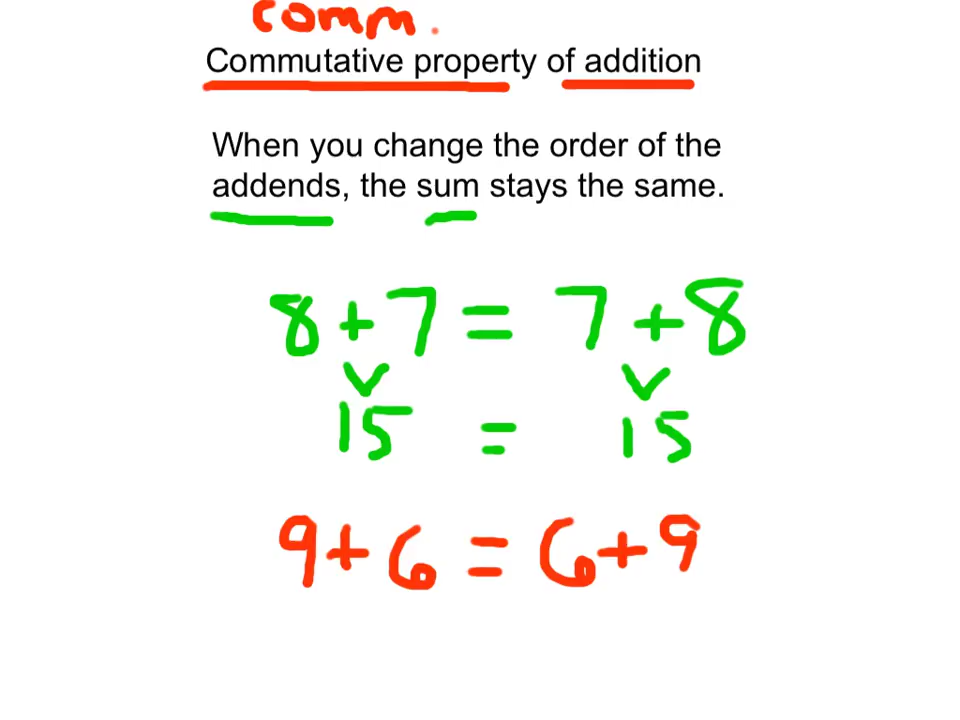 comm.
Commutative property of addition
When you change the order of the
addends, the sum stays the same.
8+7=7+8
15 = 15
9+6=6+9